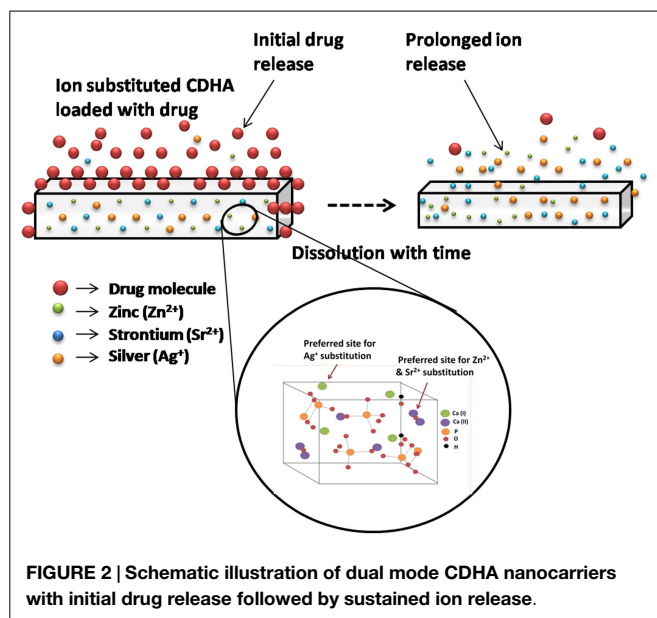 Initial drug
release
Prolonged ion
release
Ion substituted CDHA
loaded with drug
Dissolution with time
Drug molecule
Zinc (Zn²⁺)
Strontium (Sr²⁺)
Silver (Ag⁺)
Preferred site for
Ag⁺ substitution
Preferred site for Zn²⁺
& Sr²⁺ substitution
Ca (I)
Ca (II)
P
O
H
FIGURE 2 | Schematic illustration of dual mode CDHA nanocarriers
with initial drug release followed by sustained ion release.